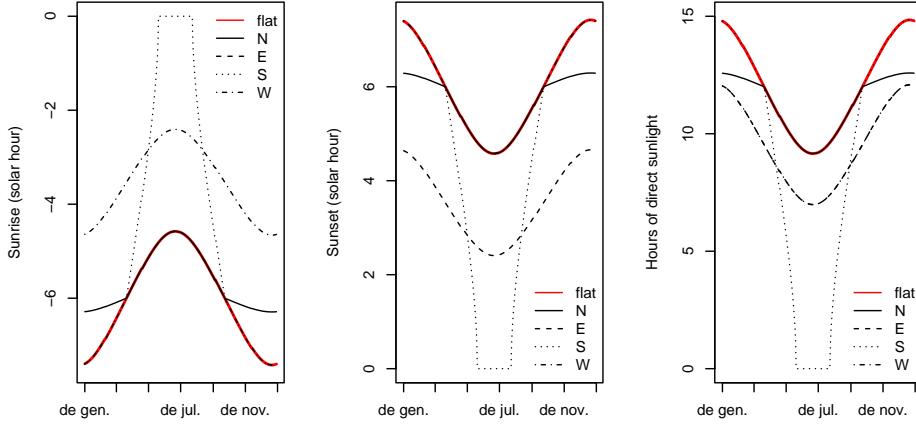 Sunrise (solar hour)
0
−2
−4
−6
de gen.
de jul.
de nov.
flat
N
E
S
W
Sunset (solar hour)
6
4
2
0
de gen.
de jul.
de nov.
flat
N
E
S
W
Hours of direct sunlight
15
10
5
0
de gen.
de jul.
de nov.
flat
N
E
S
W